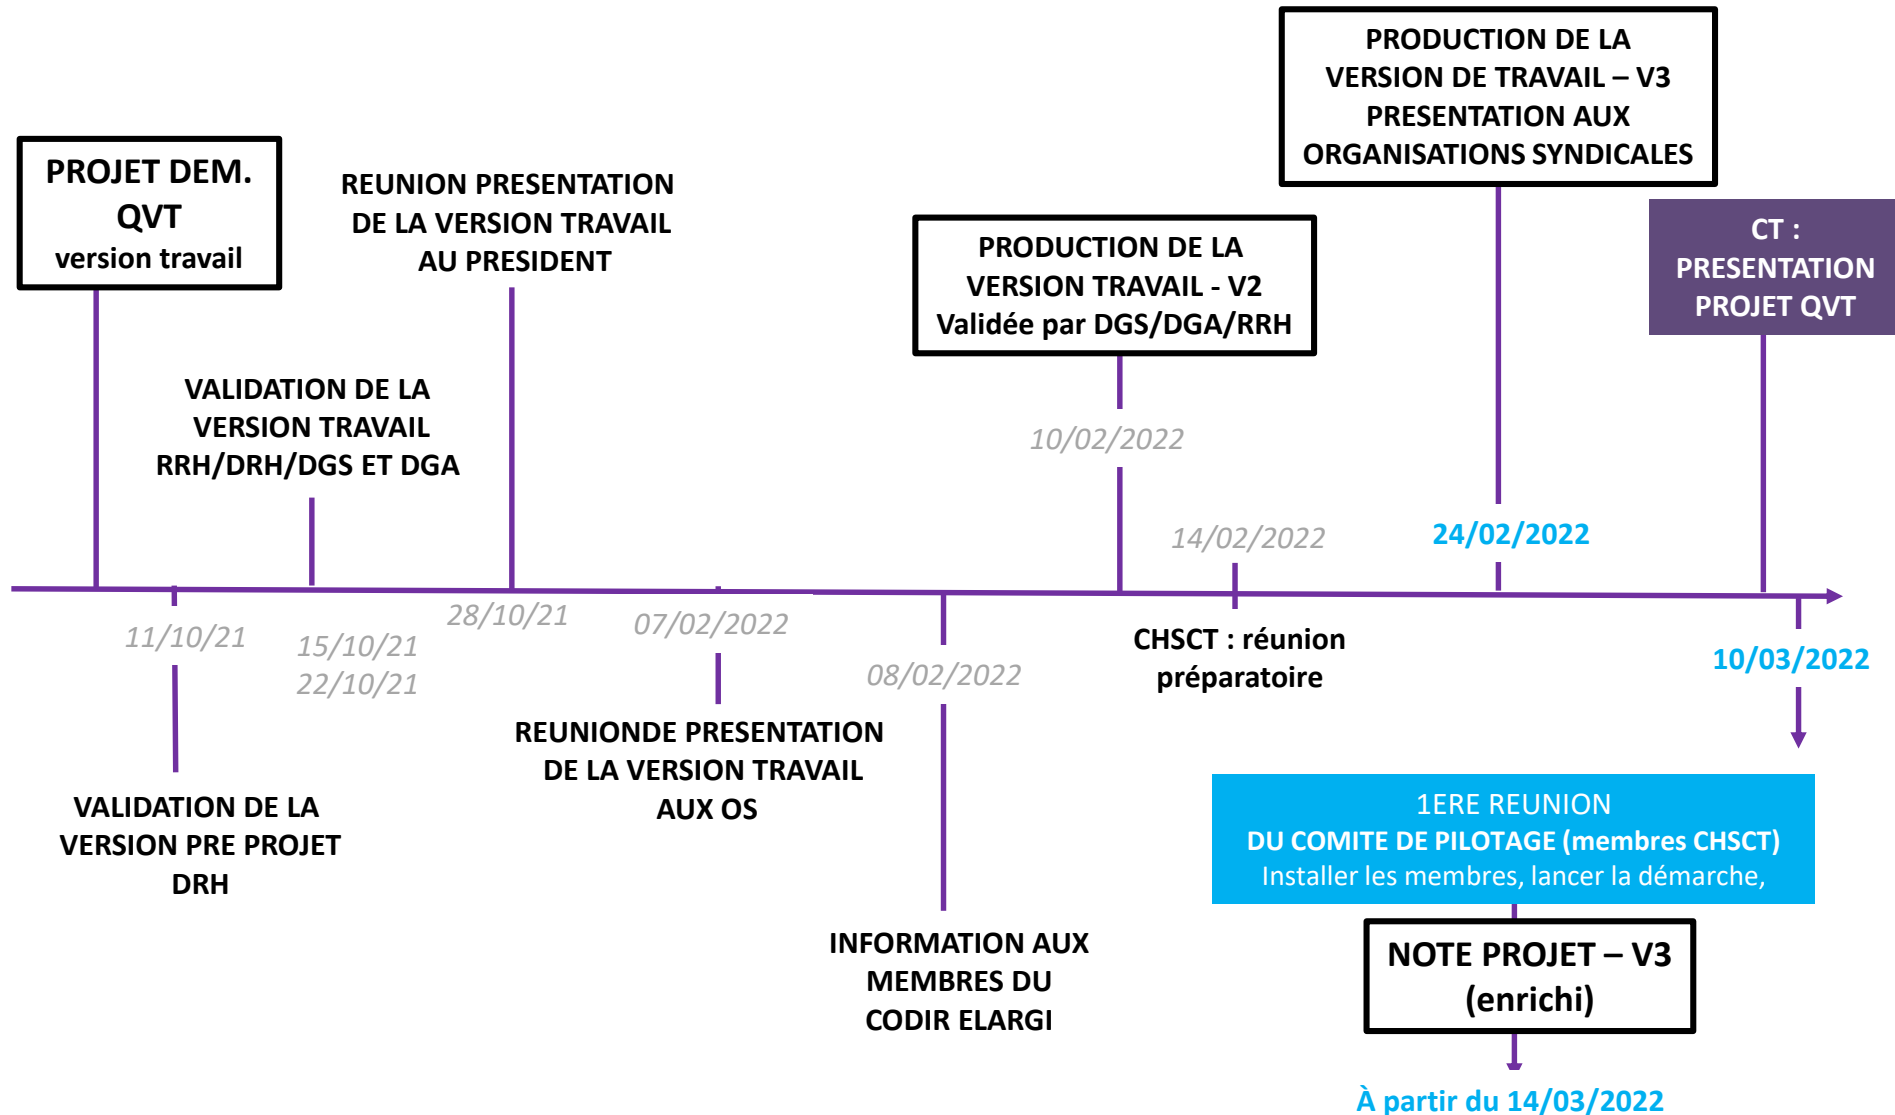 PROJET DEM.
QVT
version travail
11/10/21
VALIDATION DE LA
VERSION PRE PROJET
DRH
VALIDATION DE LA
VERSION TRAVAIL
RRH/DRH/DGS ET DGA
15/10/21
22/10/21
REUNION PRESENTATION
DE LA VERSION TRAVAIL
AU PRESIDENT
28/10/21
07/02/2022
REUNIONDE PRESENTATION
DE LA VERSION TRAVAIL
AUX OS
08/02/2022
INFORMATION AUX
MEMBRES DU
CODIR ELARGI
PRODUCTION DE LA
VERSION TRAVAIL - V2
Validée par DGS/DGA/RRH
10/02/2022
14/02/2022
CHSCT : réunion
préparatoire
PRODUCTION DE LA
VERSION DE TRAVAIL – V3
PRESENTATION AUX
ORGANISATIONS SYNDICALES
24/02/2022
CT :
PRESENTATION
PROJET QVT
10/03/2022
1ERE REUNION
DU COMITE DE PILOTAGE (membres CHSCT)
Installer les membres, lancer la démarche,
NOTE PROJET – V3
(enrichi)
À partir du 14/03/2022